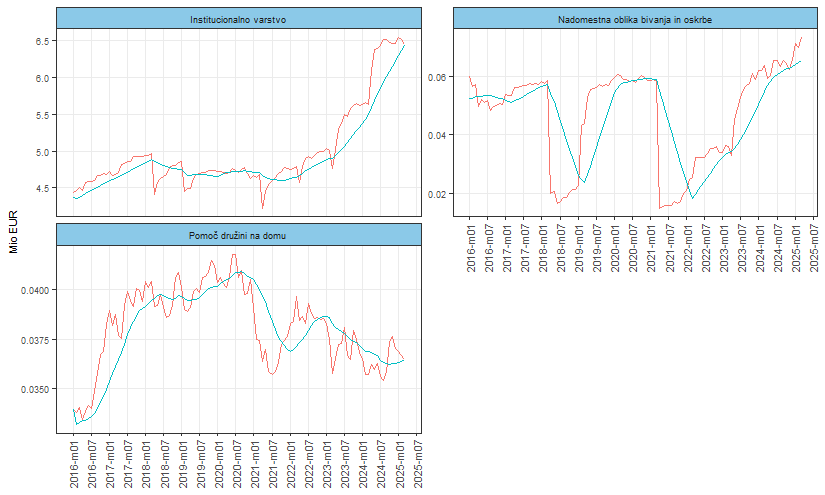 Institucionalno varstvo
Nadomestna oblika bivanja in oskrbe
6.5
6.0
5.5
5.0
4.5
0.06
0.04
0.02
2016-m01
2016-m07
2017-m01
2017-m07
2018-m01
2018-m07
2019-m01
2019-m07
2020-m01
2020-m07
2021-m01
2021-m07
2022-m01
2022-m07
2023-m01
2023-m07
2024-m01
2024-m07
2025-m01
2025-m07
Mio EUR
Pomoč družini na domu
0.0400
0.0375
0.0350
2016-m01
2016-m07
2017-m01
2017-m07
2018-m01
2018-m07
2019-m01
2019-m07
2020-m01
2020-m07
2021-m01
2021-m07
2022-m01
2022-m07
2023-m01
2023-m07
2024-m01
2024-m07
2025-m01
2025-m07